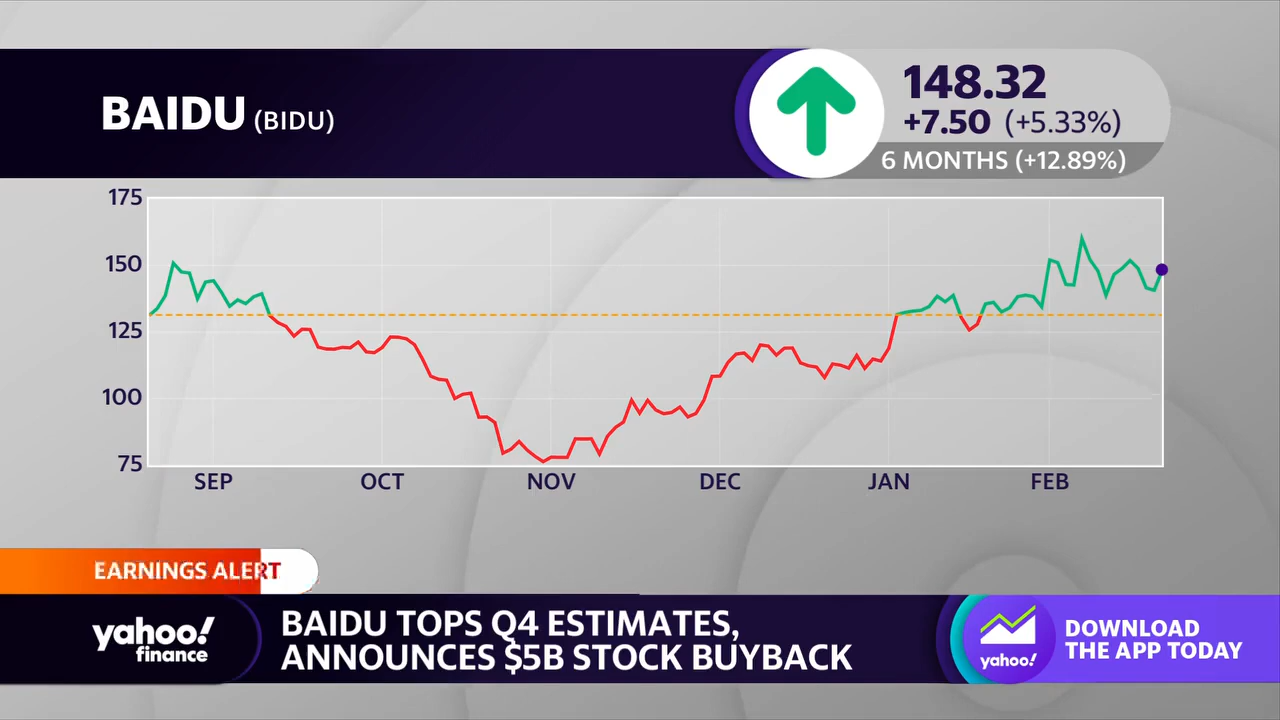 BAIDU (BIDU)
148.32
+7.50 (+5.33%)
6 MONTHS (+12.89%)
175
150
125
100
75
SEP OCT NOV DEC JAN FEB
EARNINGS ALERT
yahoo!
finance
BAIDU TOPS Q4 ESTIMATES,
ANNOUNCES $5B STOCK BUYBACK
yahoo!
DOWNLOAD
THE APP TODAY